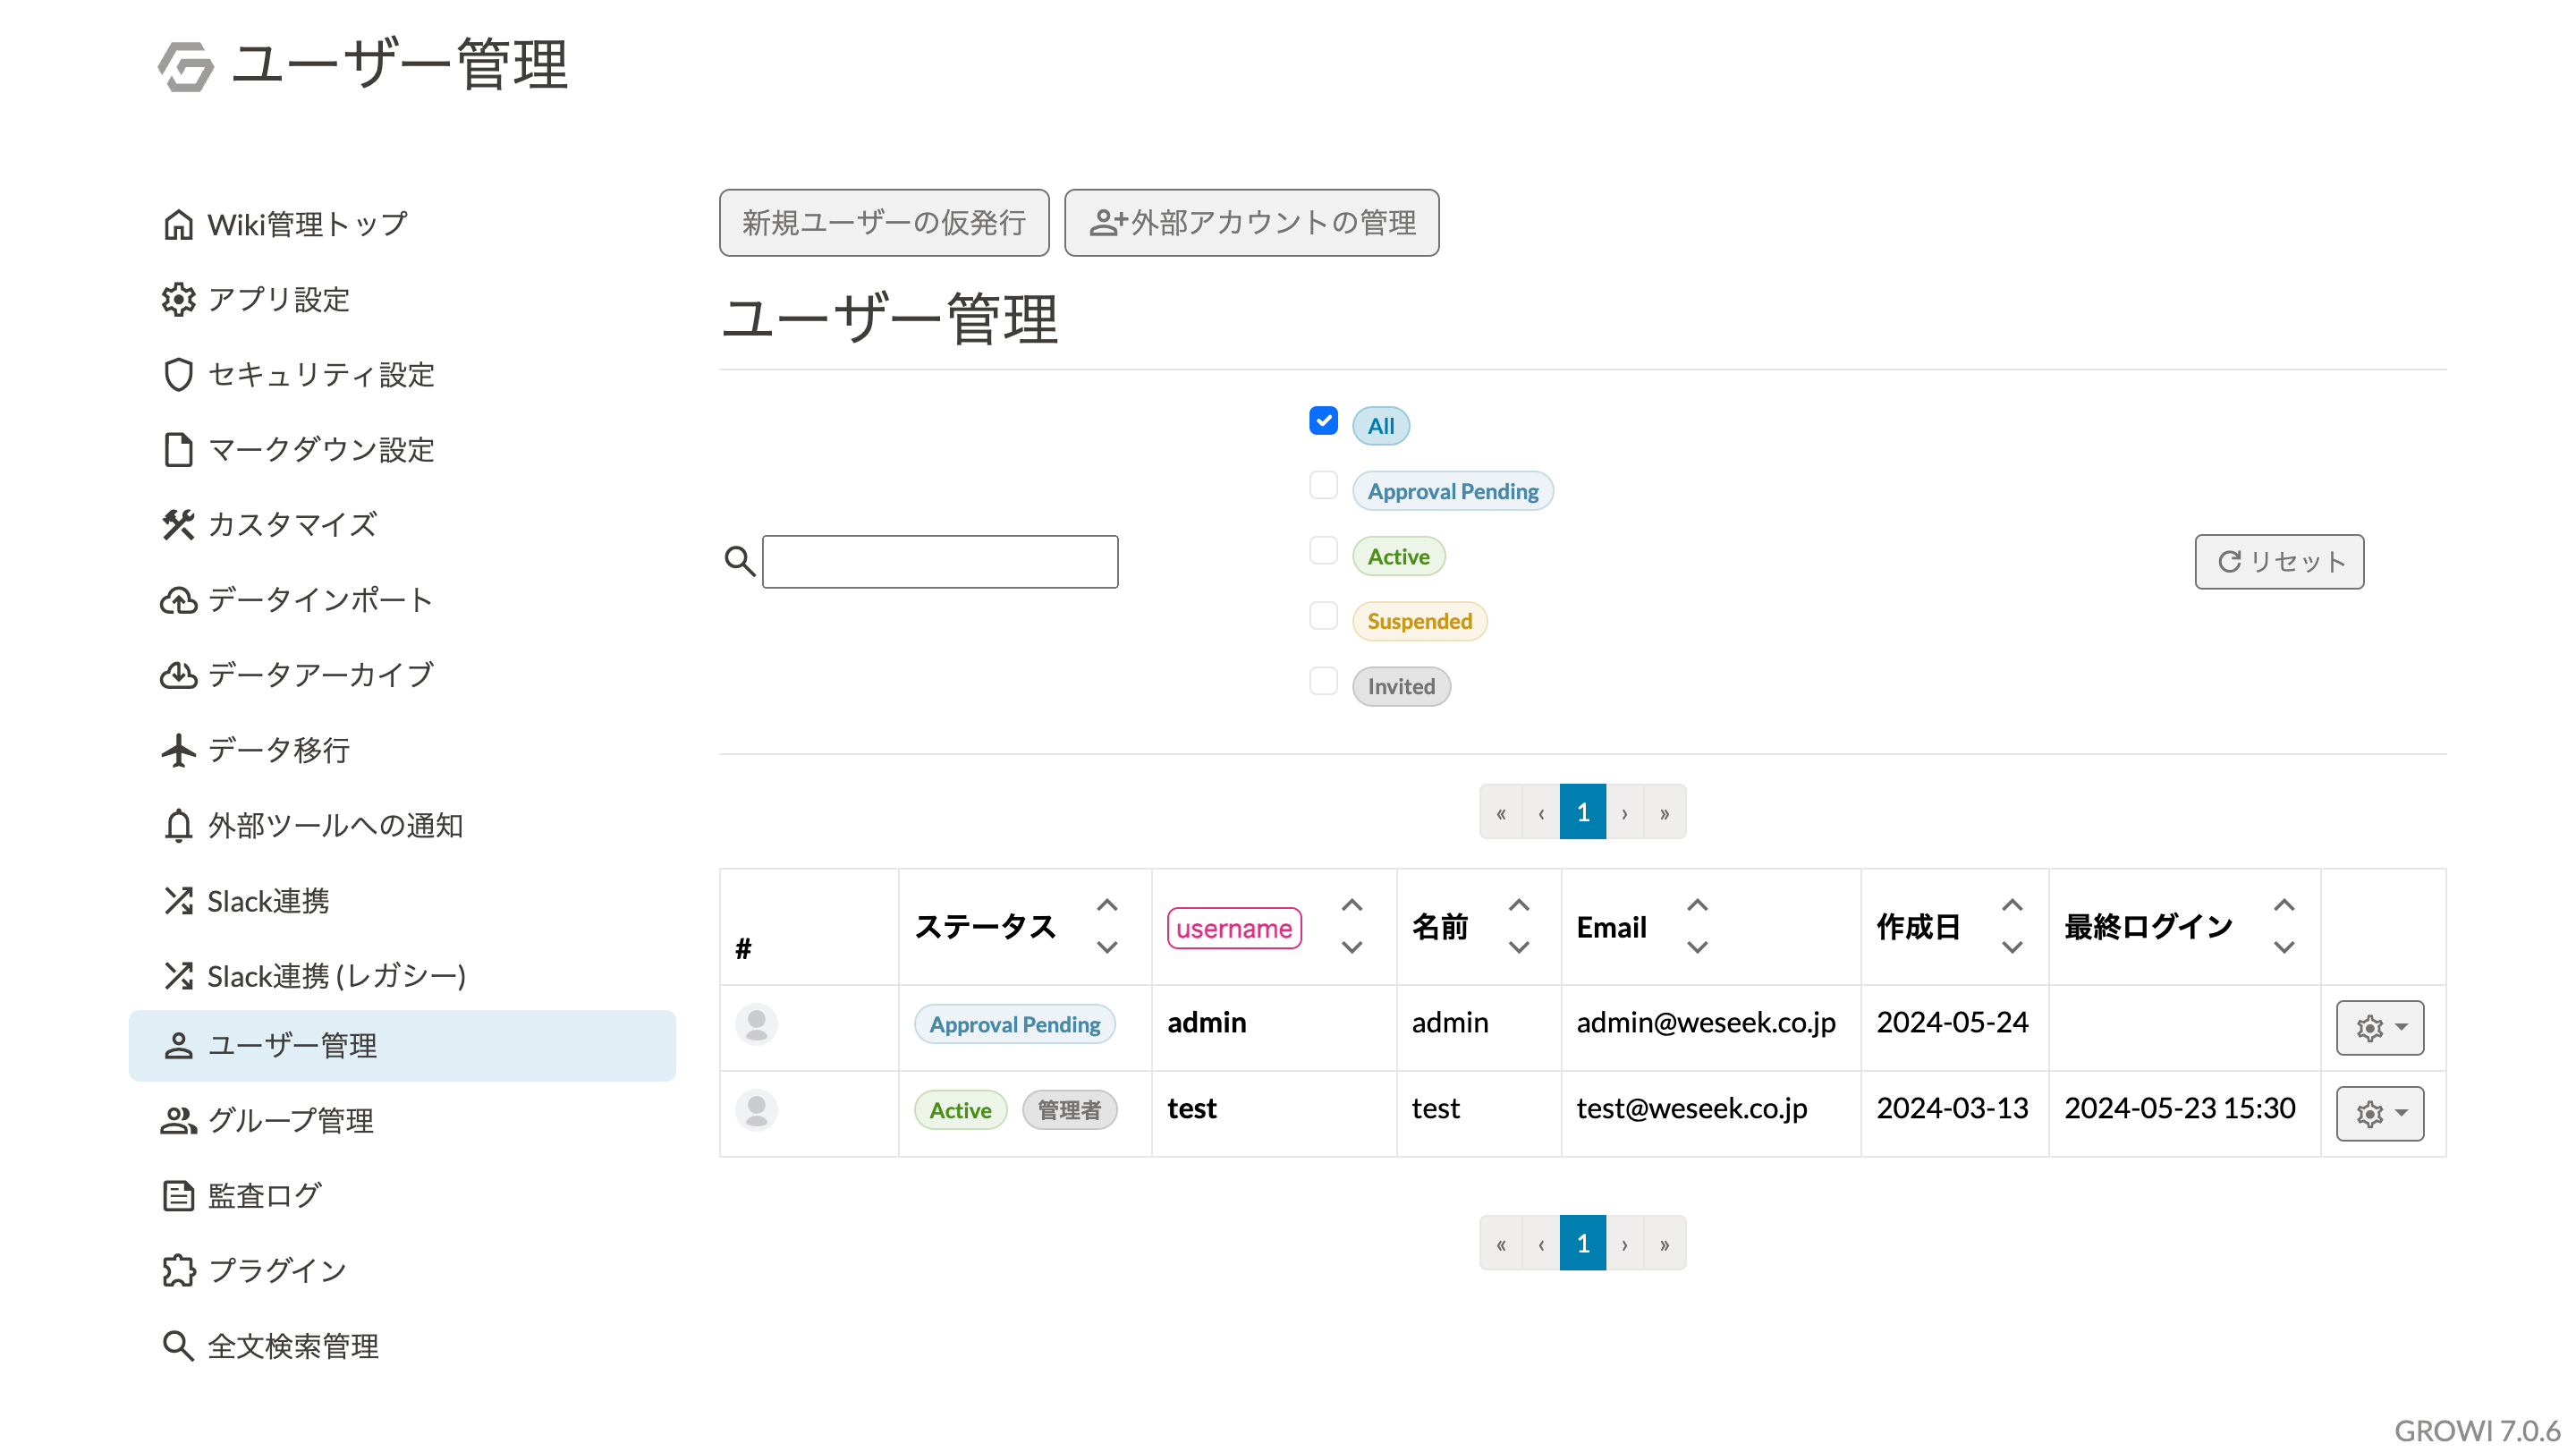 ユーザー管理
Wiki管理トップ
アプリ設定
セキュリティ設定
マークダウン設定
カスタマイズ
データインポート
データアーカイブ
データ移行
外部ツールへの通知
Slack連携
Slack連携 (レガシー)
ユーザー管理
グループ管理
監査ログ
プラグイン
全文検索管理
新規ユーザーの仮発行 外部アカウントの管理
ユーザー管理
All
Approval Pending
Active
Suspended
Invited
リセット
« ‹ 1 › »
# ステータス username 名前 Email 作成日 最終ログイン
Approval Pending admin admin admin@weseek.co.jp 2024-05-24
Active 管理者 test test test@weseek.co.jp 2024-03-13 2024-05-23 15:30
« ‹ 1 › »
GROWI 7.0.6